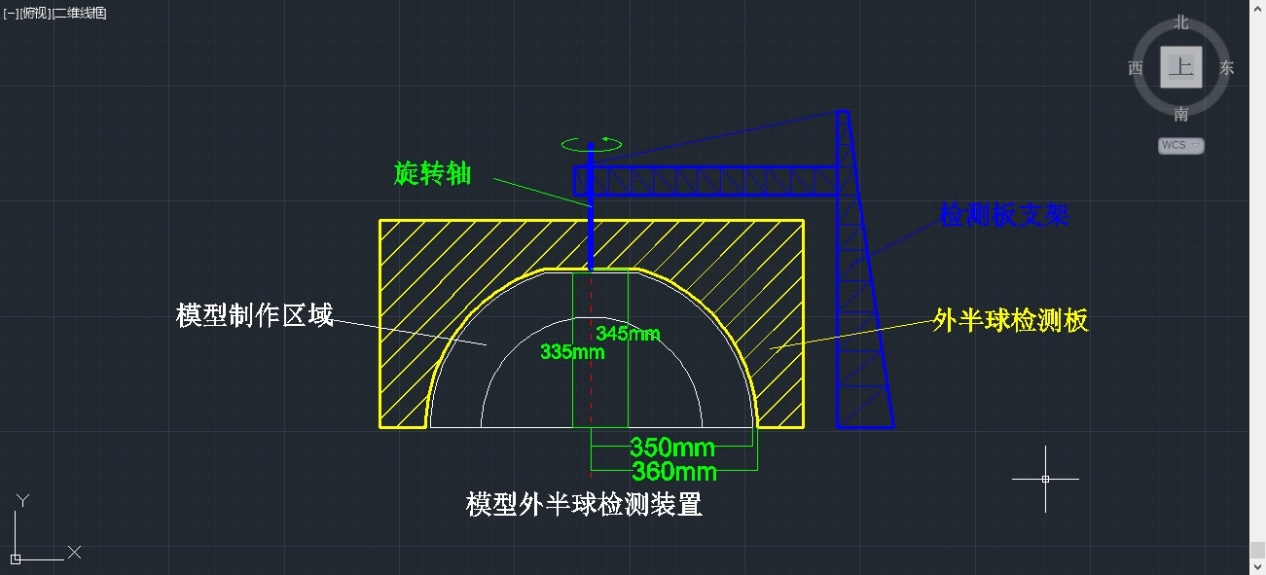 [-][俯视][二维线框]
北
西
上
东
南
WCS
旋转轴
检测板支架
模型制作区域
外半球检测板
345mm
335mm
350mm
360mm
模型外半球检测装置
Y
X